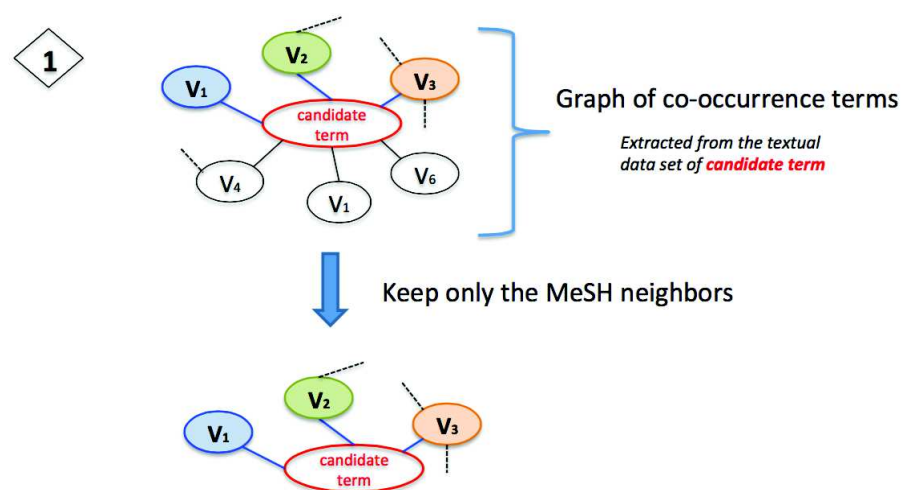 1
V2
V1
V3
candidate
term
V4
V1
V6
Graph of co-occurrence terms
Extracted from the textual
data set of candidate term
Keep only the MeSH neighbors
V2
V1
V3
candidate
term